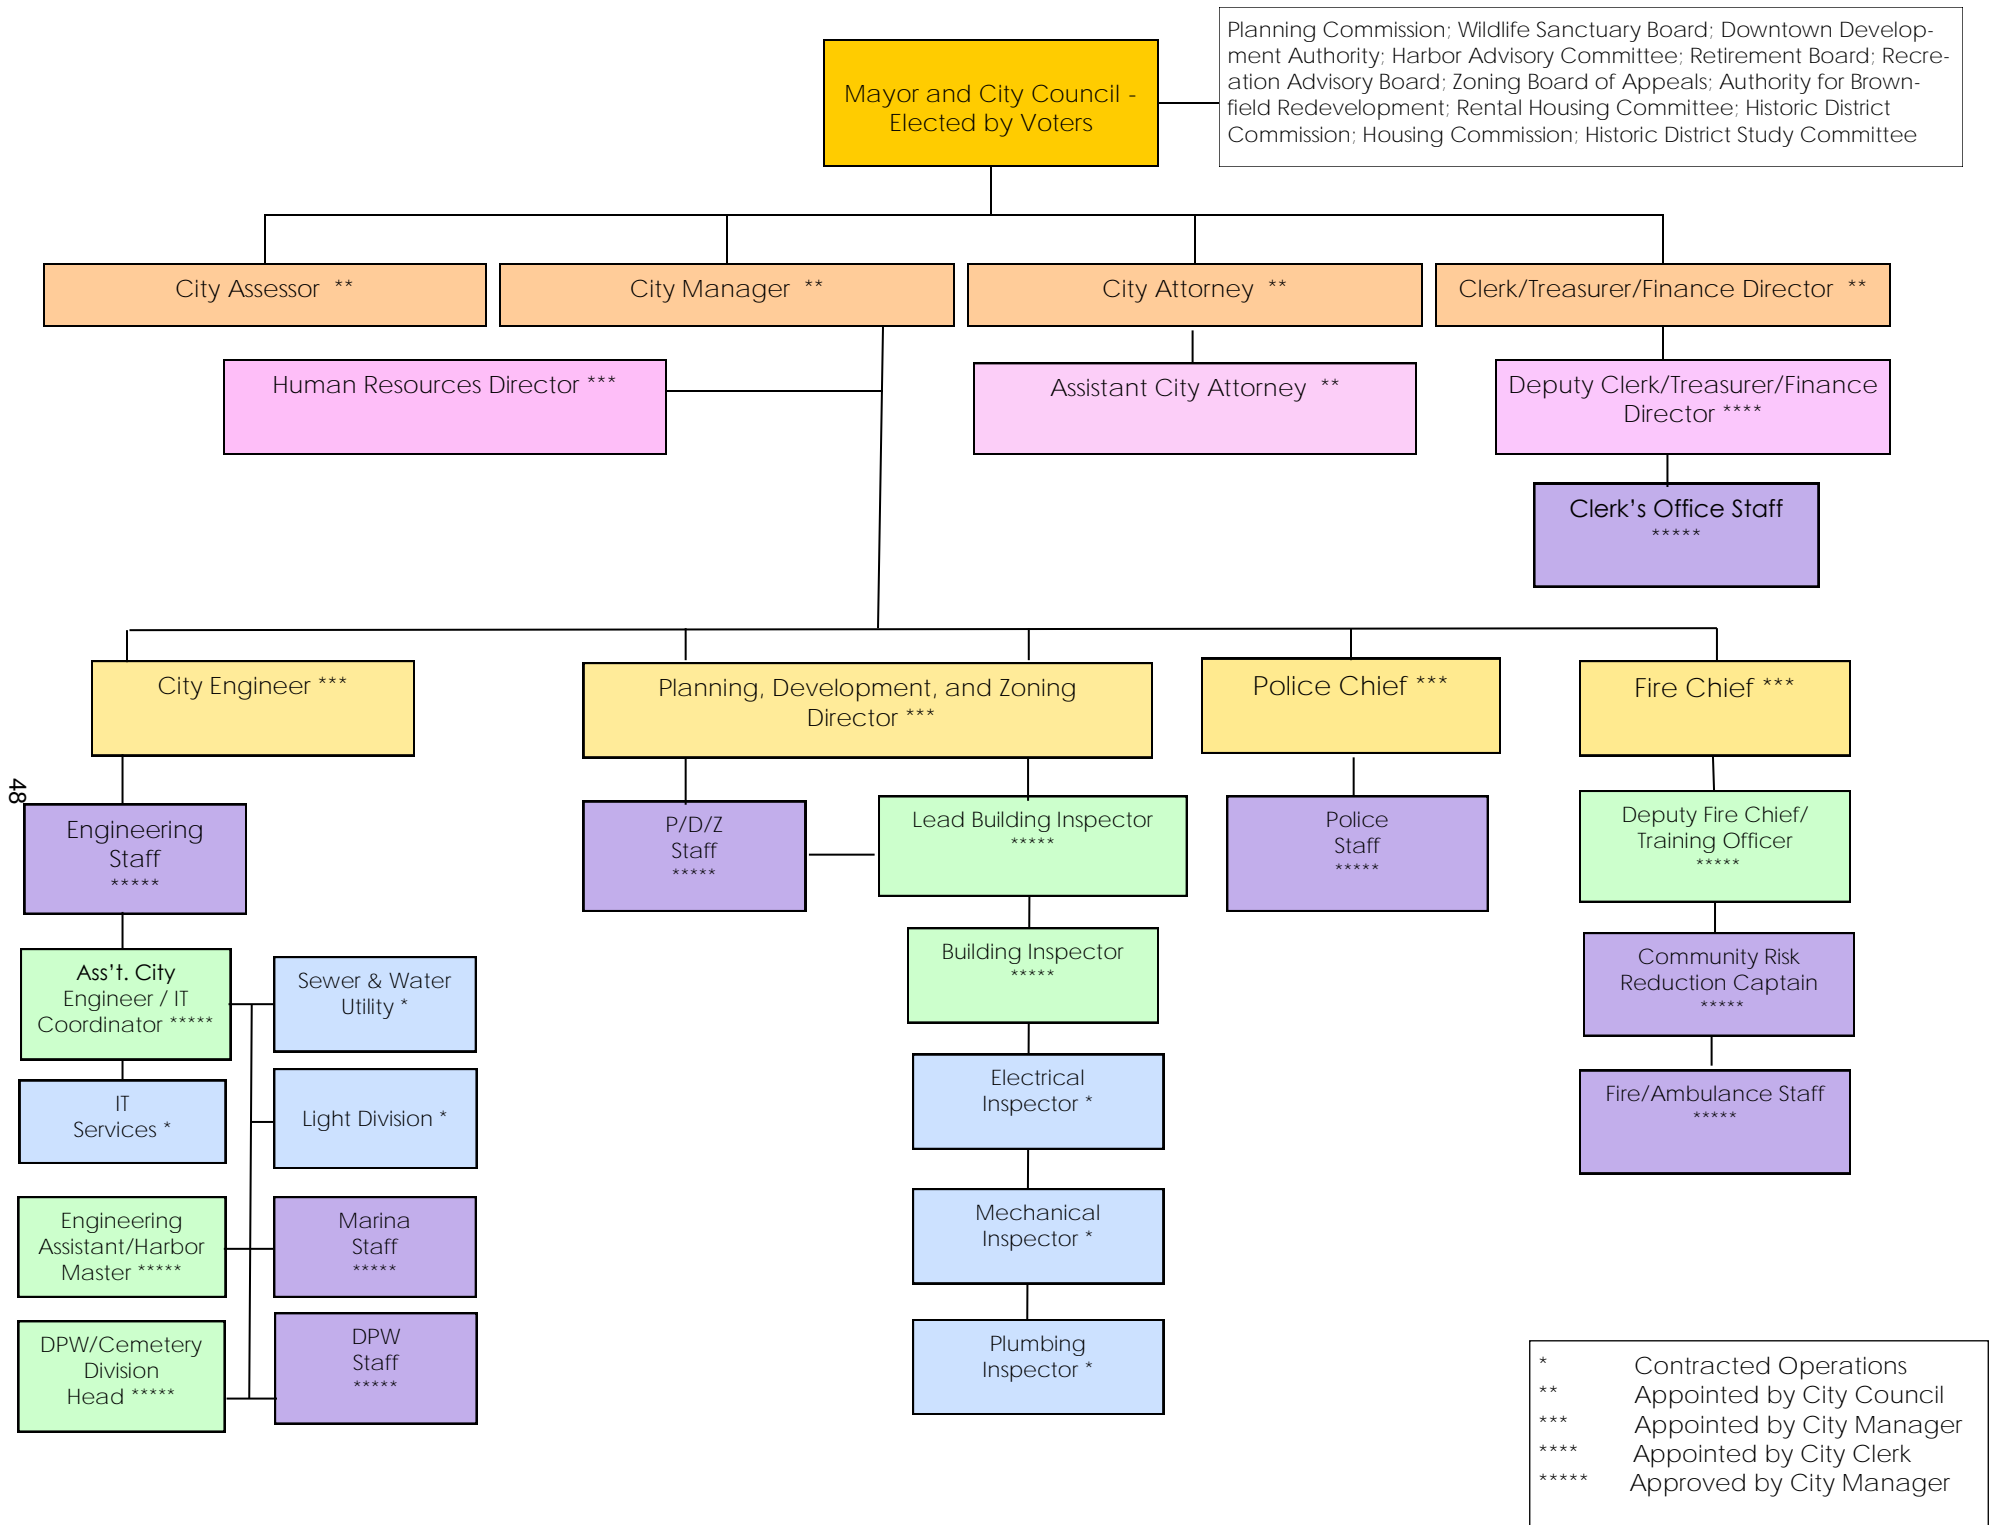 Planning Commission; Wildlife Sanctuary Board; Downtown Develop-
ment Authority; Harbor Advisory Committee; Retirement Board; Recre-
ation Advisory Board; Zoning Board of Appeals; Authority for Brown-
field Redevelopment; Rental Housing Committee; Historic District
Commission; Housing Commission; Historic District Study Committee
Mayor and City Council -
Elected by Voters
City Assessor **
City Manager **
City Attorney **
Clerk/Treasurer/Finance Director **
Human Resources Director ***
Assistant City Attorney **
Deputy Clerk/Treasurer/Finance
Director ****
Clerk's Office Staff
*****
City Engineer ***
Planning, Development, and Zoning
Director ***
Police Chief ***
Fire Chief ***
48
Engineering
Staff
*****
P/D/Z
Staff
*****
Lead Building Inspector
*****
Police
Staff
*****
Deputy Fire Chief/
Training Officer
*****
Ass't. City
Engineer / IT
Coordinator *****
Sewer & Water
Utility *
Building Inspector
*****
Community Risk
Reduction Captain
*****
IT
Services *
Light Division *
Electrical
Inspector *
Fire/Ambulance Staff
*****
Engineering
Assistant/Harbor
Master *****
Marina
Staff
*****
Mechanical
Inspector *
DPW/Cemetery
Division
Head *****
DPW
Staff
*****
Plumbing
Inspector *
* Contracted Operations
** Appointed by City Council
*** Appointed by City Manager
**** Appointed by City Clerk
***** Approved by City Manager